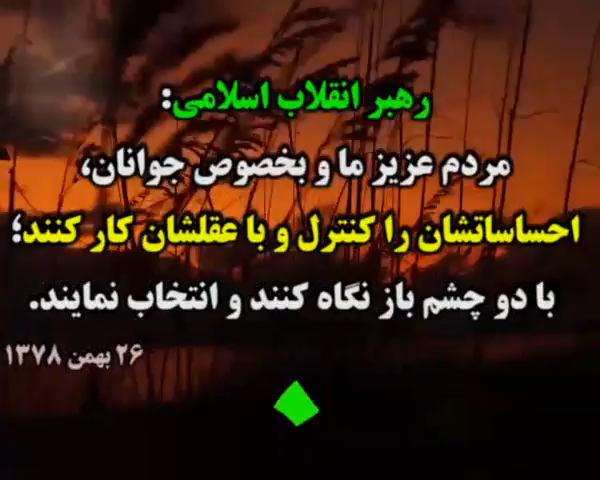 رهبر انقلاب اسلامی:
مردم عزیز ما و بخصوص جوانان،
احساساتشان را کنترل و با عقلشان کار کنند؛
با دو چشم باز نگاه کنند و انتخاب نمایند.
۲۶ بهمن ۱۳۷۸